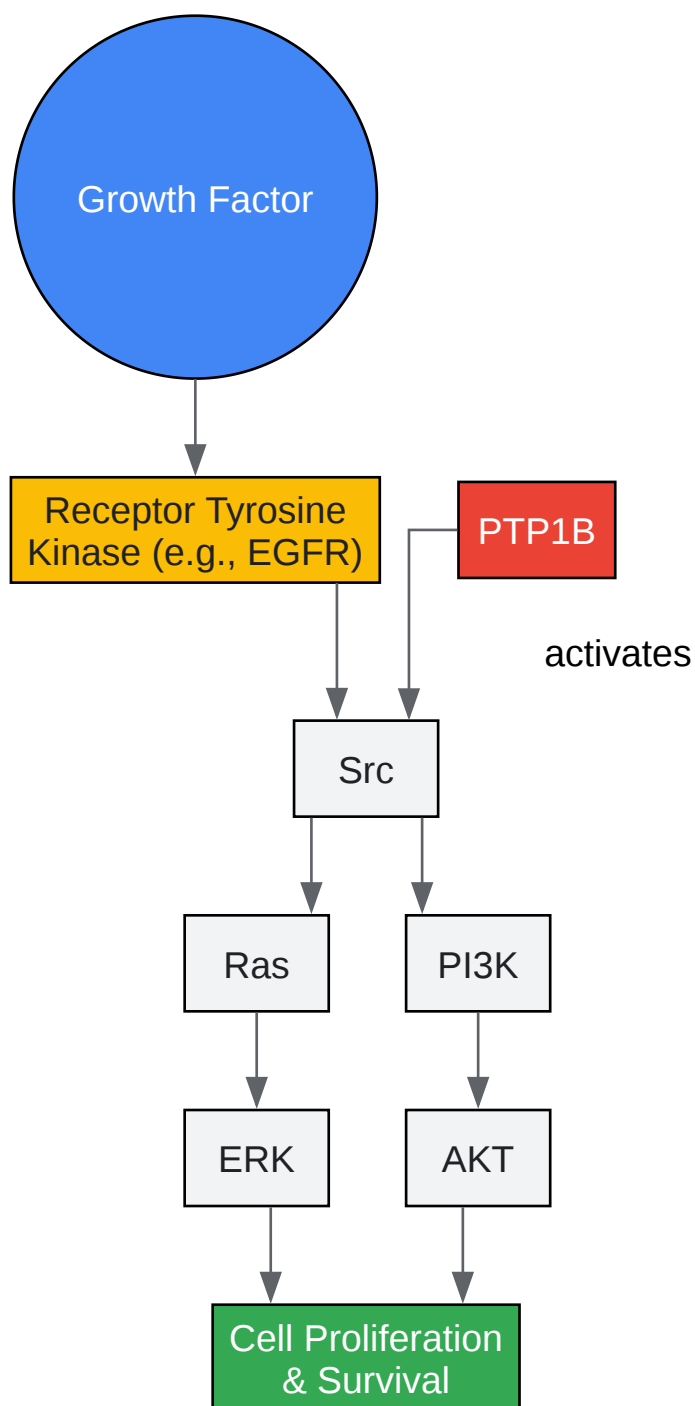 Growth Factor
Receptor Tyrosine
Kinase (e.g., EGFR)
PTP1B
activates
Src
Ras
PI3K
ERK
AKT
Cell Proliferation
& Survival